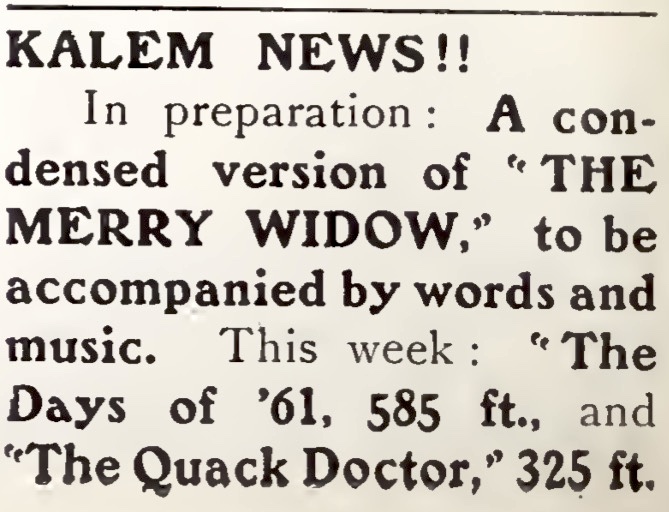 KALEM NEWS!!
In preparation: A con-
densed version of "THE
MERRY WIDOW," to be
accompanied by words and
music. This week: "The
Days of '61, 585 ft., and
"The Quack Doctor," 325 ft.